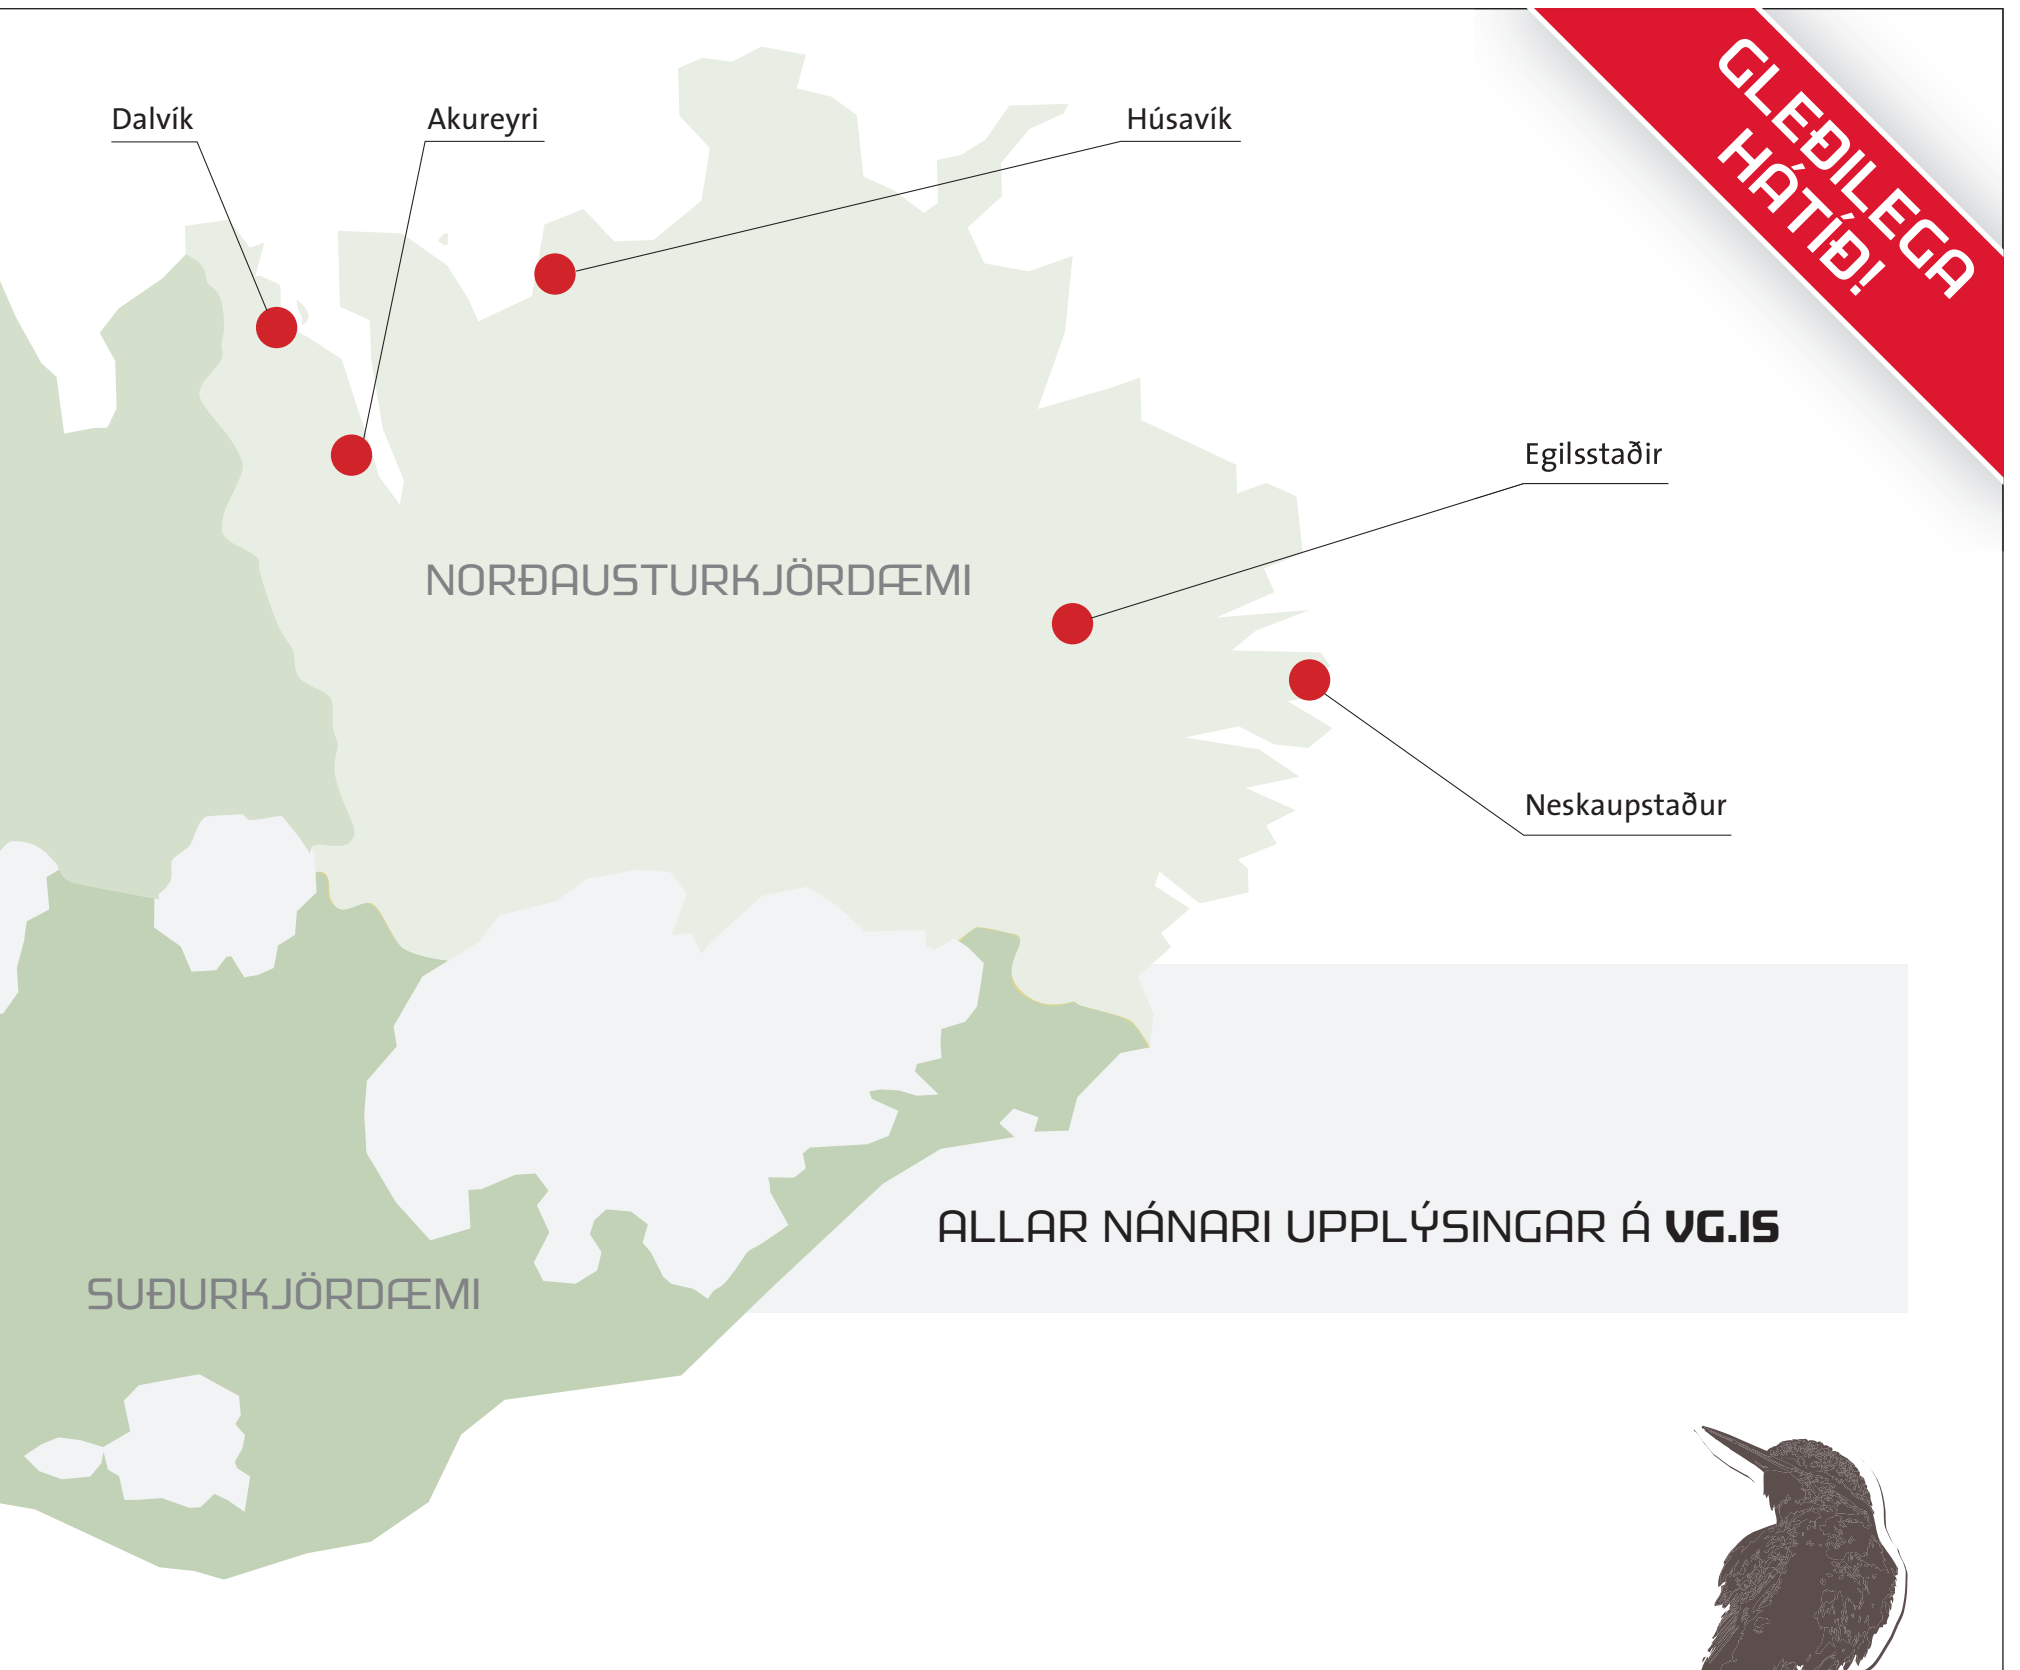 GLEÐILEGA
HÁTÍÐ!
Dalvík
Akureyri
Húsavík
Egilsstaðir
NORÐAUSTURKJÖRDÆMI
Neskaupstaður
ALLAR NÁNARI UPPLÝSINGAR Á VG.IS
SUÐURKJÖRDÆMI